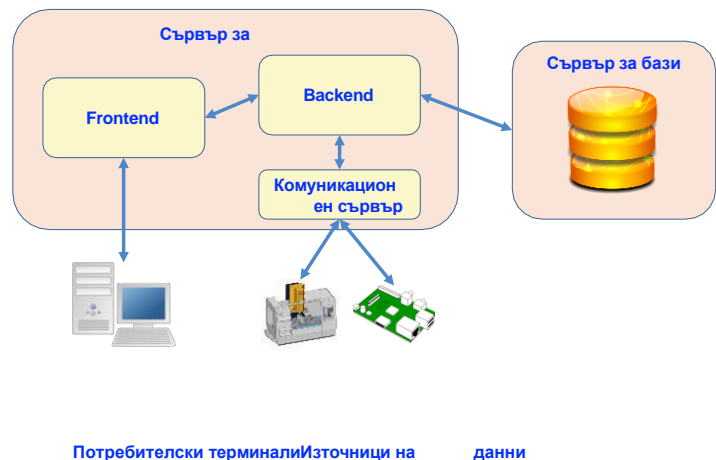 Сървър за
Сървър за бази
Frontend
Backend
Комуникацион
ен сървър
Потребителски терминалиИзточници на данни